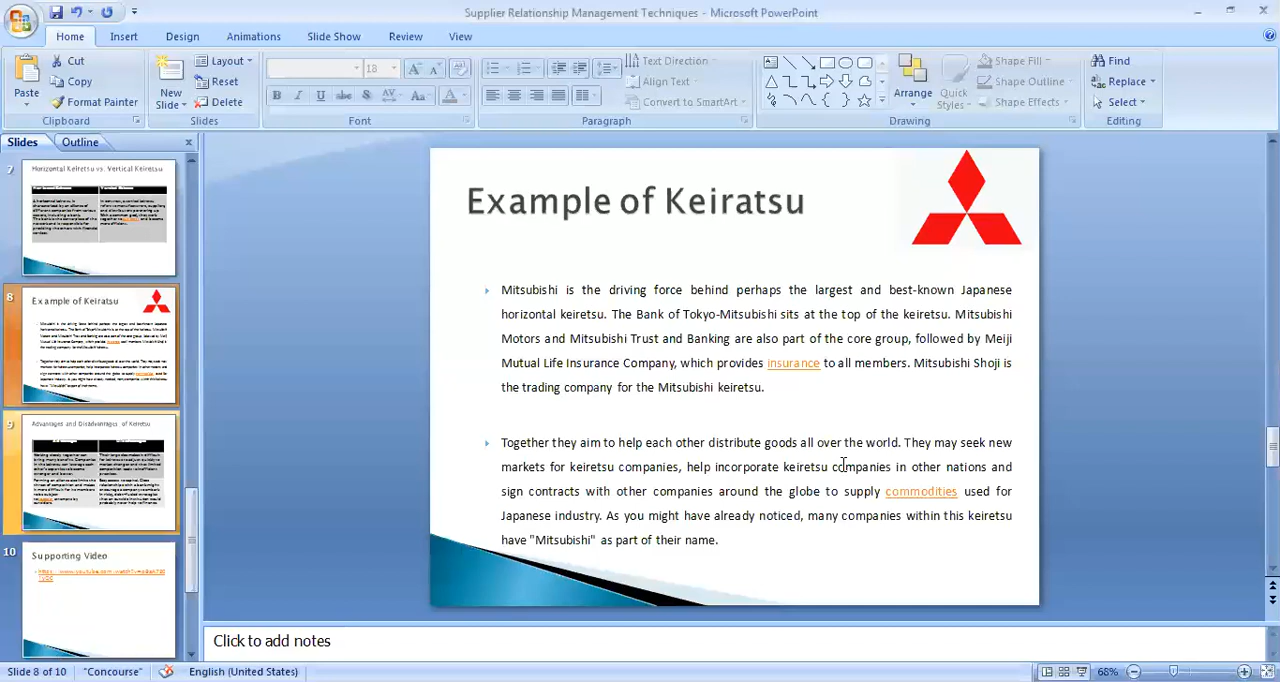 Supplier Relationship Management Techniques - Microsoft PowerPoint
Home Insert Design Animations Slide Show Review View
Cut
Copy
Format Painter
Paste
Clipboard
New
Slide
Layout
Reset
Delete
Slides
18
B I U abc S AV Aa A
Font
Text Direction
Align Text
Convert to SmartArt
Paragraph
Arrange
Quick
Styles
Shape Fill
Shape Outline
Shape Effects
Drawing
Find
Replace
Select
Editing
Slides Outline
7
Horizontal Keiretsu vs. Vertical Keiretsu
8
Example of Keiratsu
9
Advantages and Disadvantages of Keiretsu
10
Supporting Video
Example of Keiratsu
Mitsubishi is the driving force behind perhaps the largest and best-known Japanese
horizontal keiretsu. The Bank of Tokyo-Mitsubishi sits at the top of the keiretsu. Mitsubishi
Motors and Mitsubishi Trust and Banking are also part of the core group, followed by Meiji
Mutual Life Insurance Company, which provides insurance to all members. Mitsubishi Shoji is
the trading company for the Mitsubishi keiretsu.
Together they aim to help each other distribute goods all over the world. They may seek new
markets for keiretsu companies, help incorporate keiretsu companies in other nations and
sign contracts with other companies around the globe to supply commodities used for
Japanese industry. As you might have already noticed, many companies within this keiretsu
have "Mitsubishi" as part of their name.
Click to add notes
Slide 8 of 10 "Concourse" English (United States) 68%